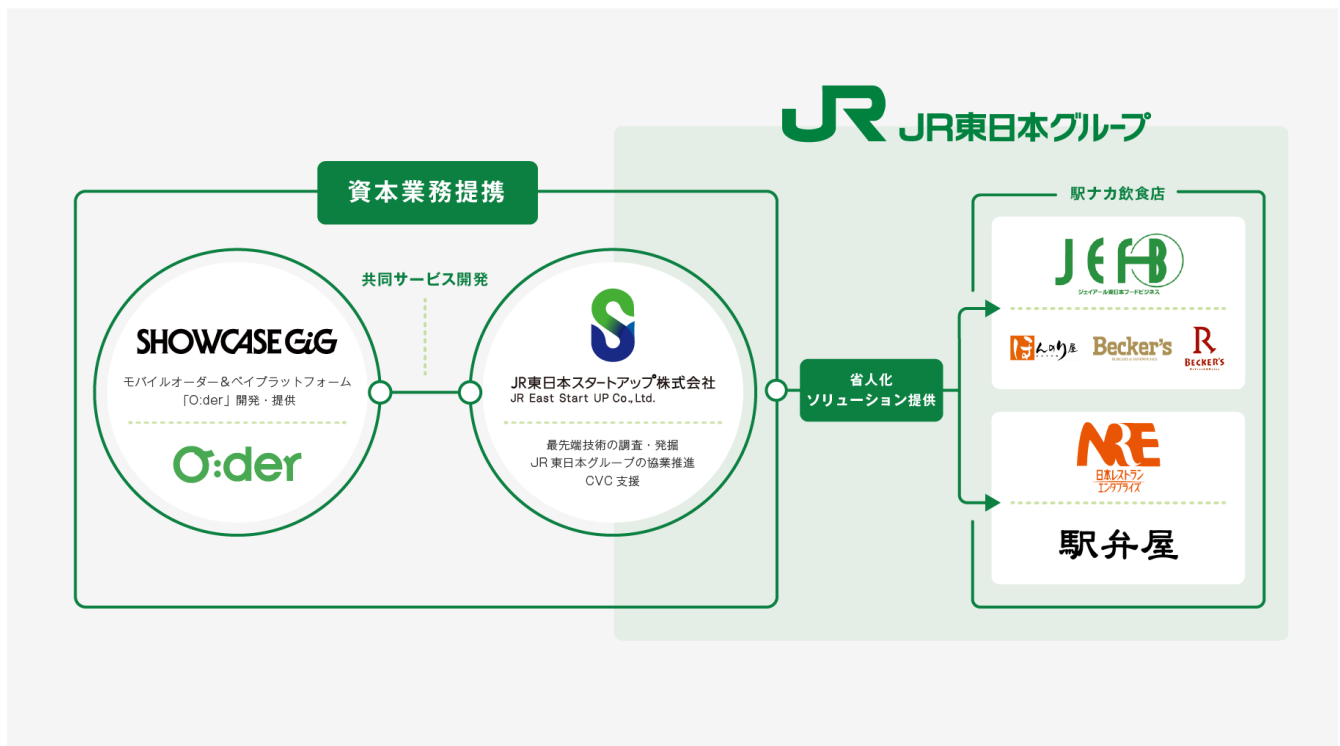 JR JR東日本グループ
資本業務提携
共同サービス開発
SHOWCASE GiG
モバイルオーダー＆ペイプラットフォーム
「O:der」開発・提供
O:der
JR東日本スタートアップ株式会社
JR East Start UP Co.,Ltd.
最先端技術の調査・発掘
JR東日本グループの協業推進
CVC支援
省人化
ソリューション提供
駅ナカ飲食店
JEFB
ジェイアール東日本フードビジネス
ほんのり屋
Becker's
R
BECKER'S
NRE
日本レストラン
エンタプライズ
駅弁屋